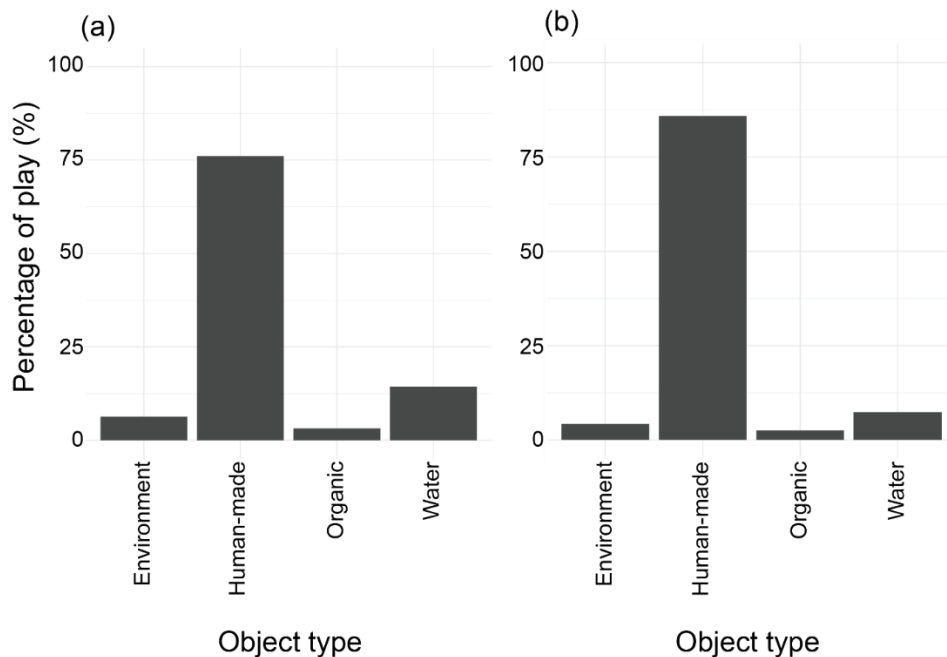 (a)
Percentage of play (%)
100
75
50
25
0
Environment
Human-made
Organic
Water
Object type
(b)
100
75
50
25
0
Environment
Human-made
Organic
Water
Object type